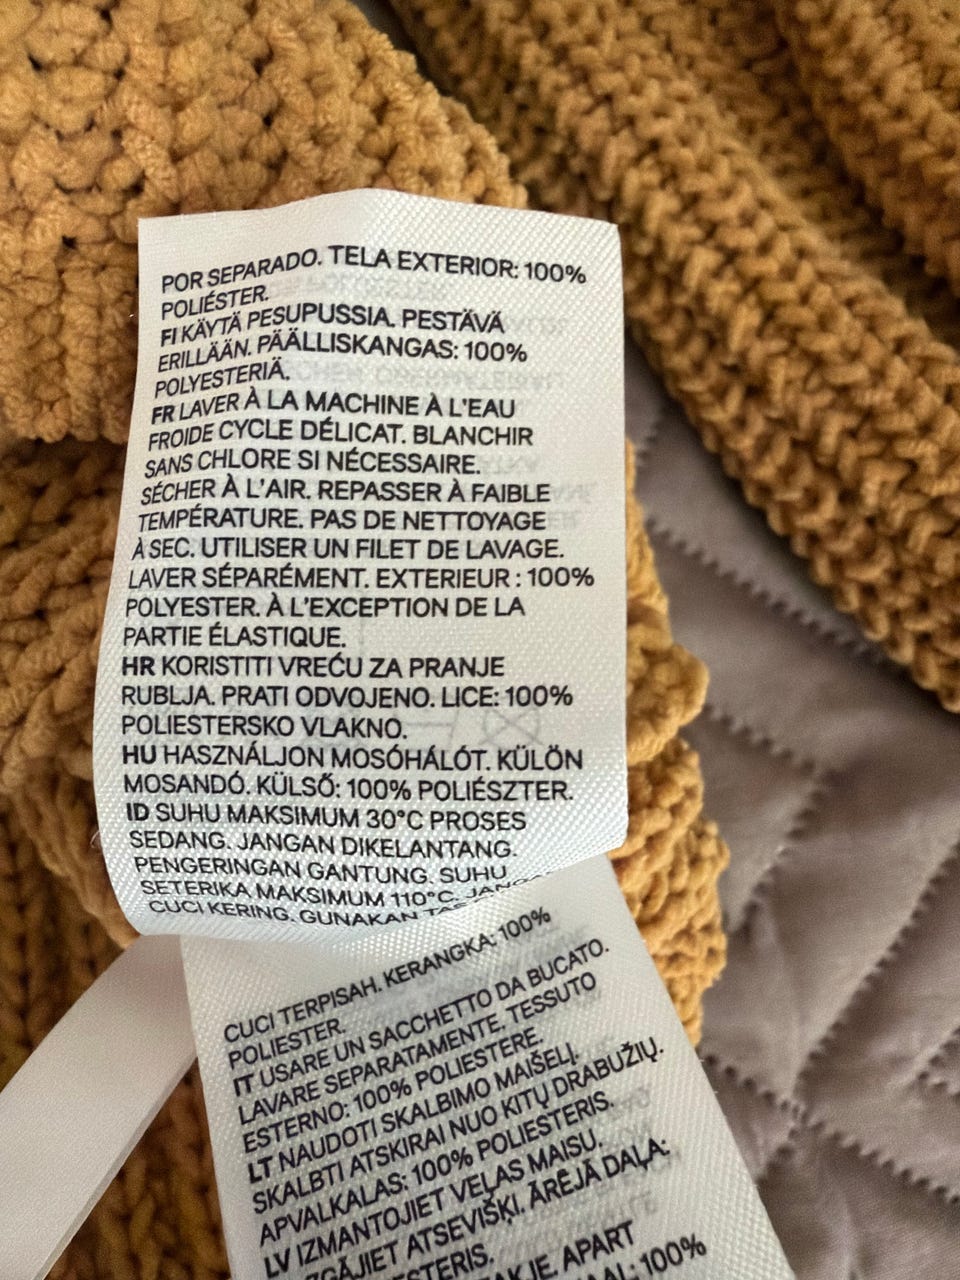 POR SEPARADO. TELA EXTERIOR: 100%
POLIÉSTER.
FI KÄYTÄ PESUPUSSIA. PESTÄVÄ
ERILLÄÄN. PÄÄLLISKANGAS: 100%
POLYESTERIÄ.
FR LAVER À LA MACHINE À L'EAU
FROIDE CYCLE DÉLICAT. BLANCHIR
SANS CHLORE SI NÉCESSAIRE.
SÉCHER À L'AIR. REPASSER À FAIBLE
TEMPÉRATURE. PAS DE NETTOYAGE
À SEC. UTILISER UN FILET DE LAVAGE.
LAVER SÉPARÉMENT. EXTERIEUR : 100%
POLYESTER. À L'EXCEPTION DE LA
PARTIE ÉLASTIQUE.
HR KORISTITI VREĆU ZA PRANJE
RUBLJA. PRATI ODVOJENO. LICE: 100%
POLIESTERSKO VLAKNO.
HU HASZNÁLJON MOSÓHÁLÓT. KÜLÖN
MOSANDÓ. KÜLSŐ: 100% POLIÉSZTER.
ID SUHU MAKSIMUM 30°C PROSES
SEDANG. JANGAN DIKELANTANG.
PENGERINGAN GANTUNG. SUHU
SETERIKA MAKSIMUM 110°C.
CUCI KERING. GUNAKAN
CUCI TERPISAH. KERANGKA: 100%
POLIESTER.
IT USARE UN SACCHETTO DA BUCATO.
LAVARE SEPARATAMENTE. TESSUTO
ESTERNO: 100% POLIESTERE.
LT NAUDOTI SKALBIMO MAIŠELĮ.
SKALBTI ATSKIRAI NUO KITŲ DRABUŽIŲ.
APVALKALAS: 100% POLIESTERIS.
LV IZMANTOJIET VEĻAS MAISU.
ATSEVIŠĶI. ĀRĒJĀ DAĻA:
APART
100%